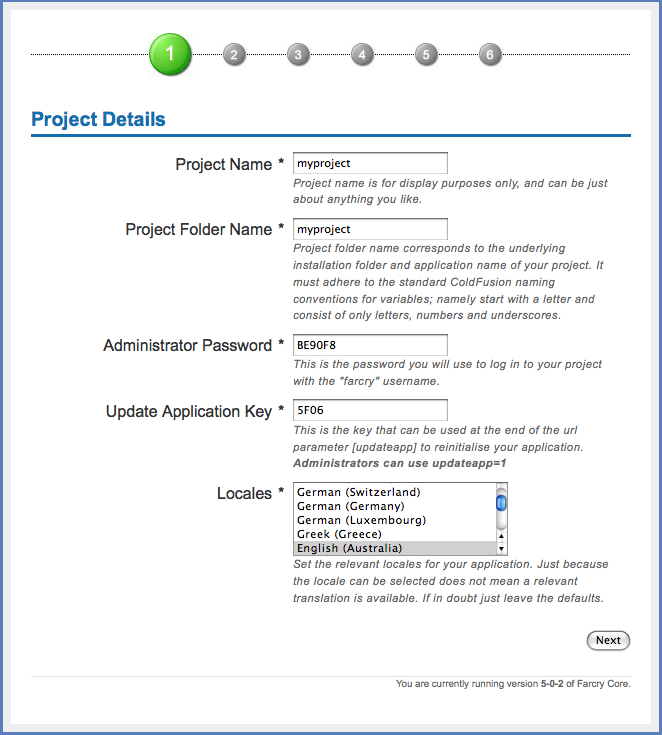 1 2 3 4 5 6
Project Details
Project Name * myproject
Project name is for display purposes only, and can be just
about anything you like.
Project Folder Name * myproject
Project folder name corresponds to the underlying
installation folder and application name of your project. It
must adhere to the standard ColdFusion naming
conventions for variables; namely start with a letter and
consist of only letters, numbers and underscores.
Administrator Password * BE90F8
This is the password you will use to log in to your project
with the "farcry" username.
Update Application Key * 5F06
This is the key that can be used at the end of the url
parameter [updateapp] to reinitialise your application.
Administrators can use updateapp=1
Locales *
German (Switzerland)
German (Germany)
German (Luxembourg)
Greek (Greece)
English (Australia)
Set the relevant locales for your application. Just because
the locale can be selected does not mean a relevant
translation is available. If in doubt just leave the defaults.
Next
You are currently running version 5-0-2 of Farcry Core.